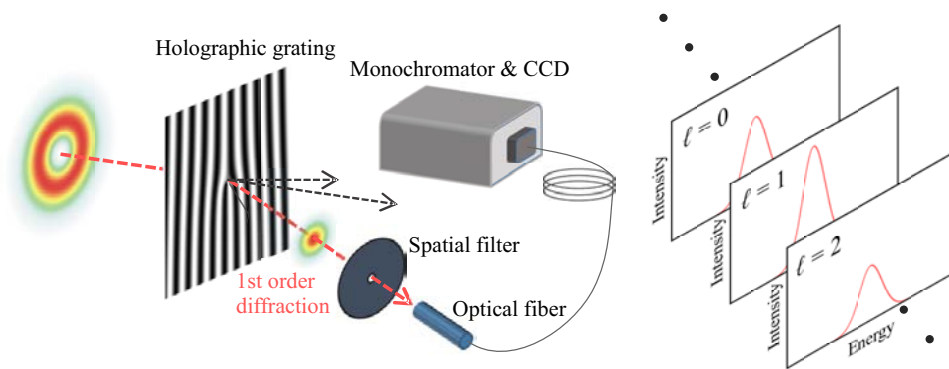 Holographic grating
Monochromator & CCD
Spatial filter
1st order
diffraction
Optical fiber
ℓ = 0
Intensity
ℓ = 1
Intensity
ℓ = 2
Intensity
Energy